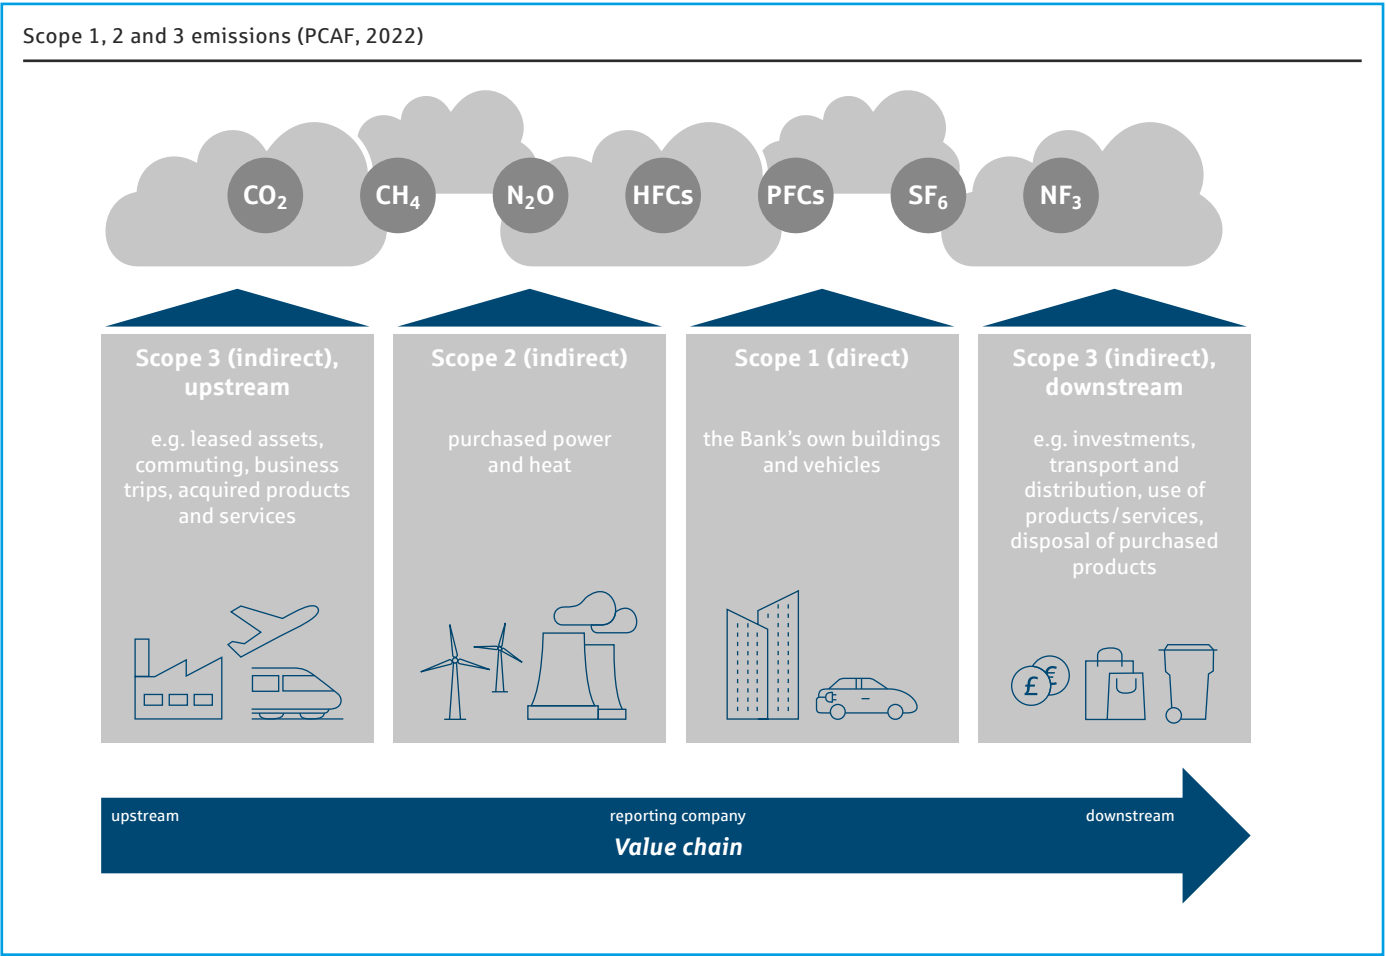 Scope 1, 2 and 3 emissions (PCAF, 2022)
CO₂ CH₄ N₂O HFCs PFCs SF₆ NF₃
Scope 3 (indirect),
upstream
e.g. leased assets,
commuting, business
trips, acquired products
and services
Scope 2 (indirect)
purchased power
and heat
Scope 1 (direct)
the Bank's own buildings
and vehicles
Scope 3 (indirect),
downstream
e.g. investments,
transport and
distribution, use of
products/services,
disposal of purchased
products
£ €
upstream reporting company downstream
Value chain